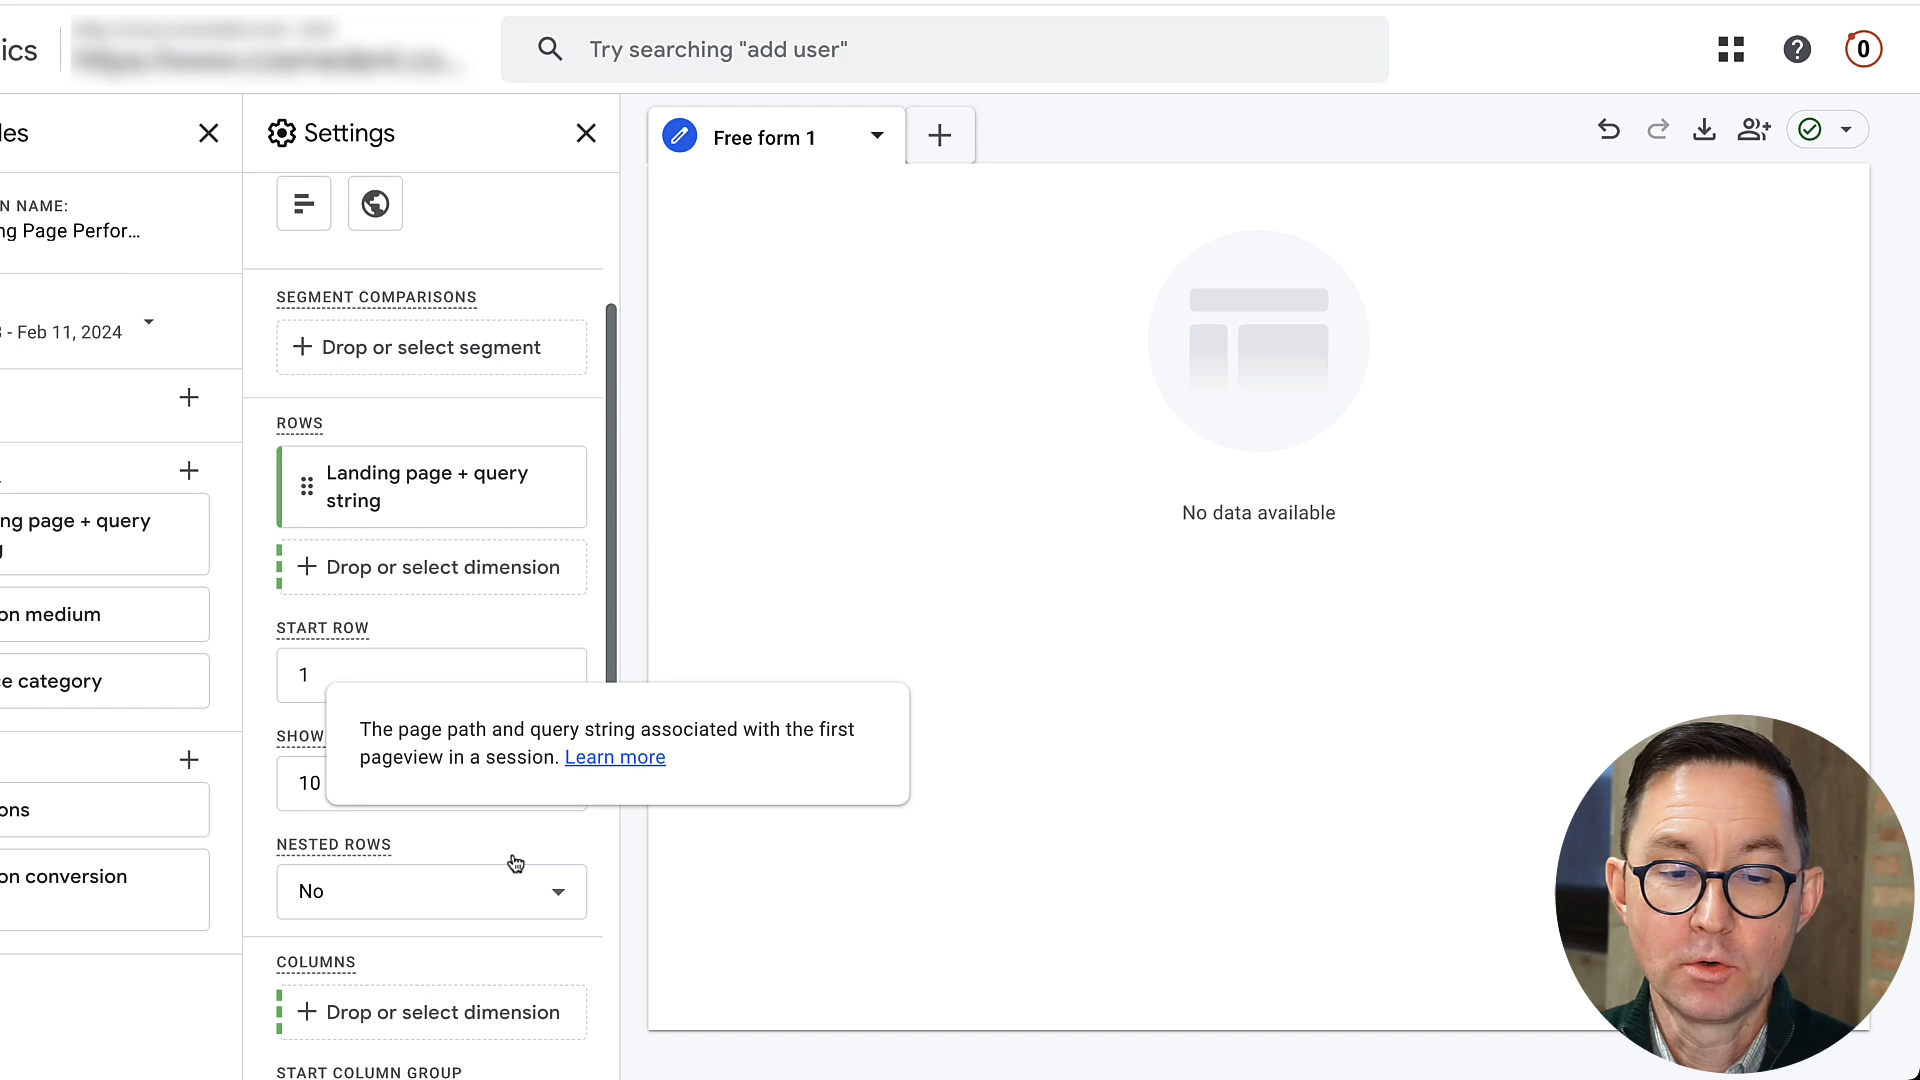 ics
Try searching "add user"
0
les
Settings
Free form 1
N NAME:
ng Page Perfor...
SEGMENT COMPARISONS
3 - Feb 11, 2024
Drop or select segment
ROWS
Landing page + query
string
ng page + query
g
Drop or select dimension
on medium
START ROW
1
e category
SHOW
10
The page path and query string associated with the first
pageview in a session. Learn more
ons
NESTED ROWS
No
on conversion
COLUMNS
Drop or select dimension
START COLUMN GROUP
No data available